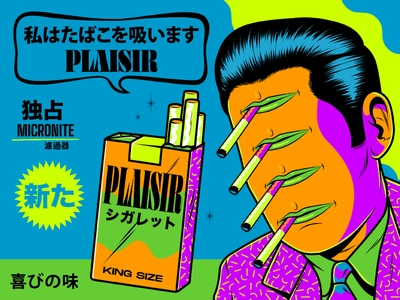 私はたばこを吸います
PLAISIR
独占
MICRONITE
濾過器
新た
PLAISIR
シガレット
KING SIZE
喜びの味